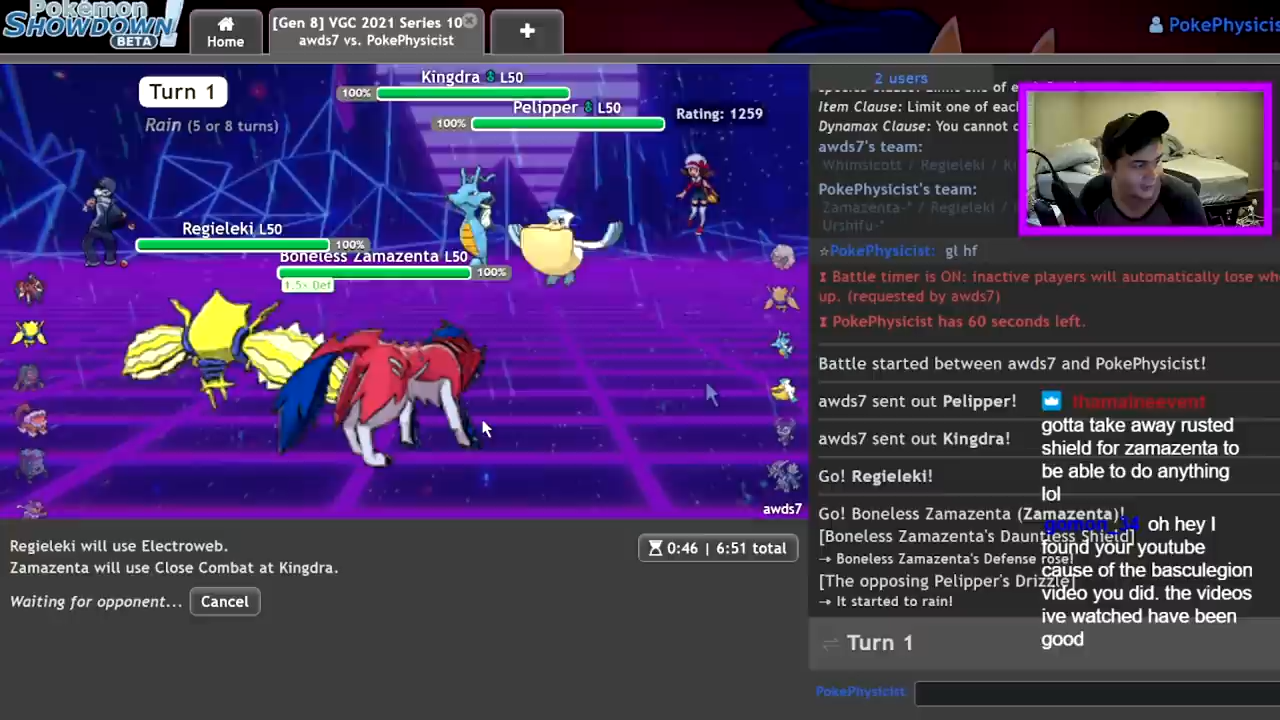 Pokémon
SHOWDOWN!
BETA
Home
[Gen 8] VGC 2021 Series 10
awds7 vs. PokePhysicist
+
PokePhysicis
Turn 1
Rain (5 or 8 turns)
Kingdra L50
100%
Pelipper L50
100%
Rating: 1259
Regieleki L50
100%
Boneless Zamazenta L50
100%
1.5× Def
awds7
2 users
Item Clause: Limit one of each
Dynamax Clause: You cannot
awds7's team:
Whimsicott / Regieleki /
PokePhysicist's team:
Zamazenta-* / Regieleki /
Urshifu-*
☆PokePhysicist: gl hf
Battle timer is ON: inactive players will automatically lose whe
up. (requested by awds7)
PokePhysicist has 60 seconds left.
Battle started between awds7 and PokePhysicist!
awds7 sent out Pelipper!
awds7 sent out Kingdra!
Go! Regieleki!
Go! Boneless Zamazenta (Zamazenta)!
[Boneless Zamazenta's Dauntless Shield]
→ Boneless Zamazenta's Defense rose!
[The opposing Pelipper's Drizzle]
→ It started to rain!
Turn 1
PokePhysicist:
gotta take away rusted
shield for zamazenta to
be able to do anything
lol
oh hey I
found your youtube
cause of the basculegion
video you did. the videos
ive watched have been
good
Regieleki will use Electroweb.
Zamazenta will use Close Combat at Kingdra.
Waiting for opponent...
Cancel
0:46 | 6:51 total